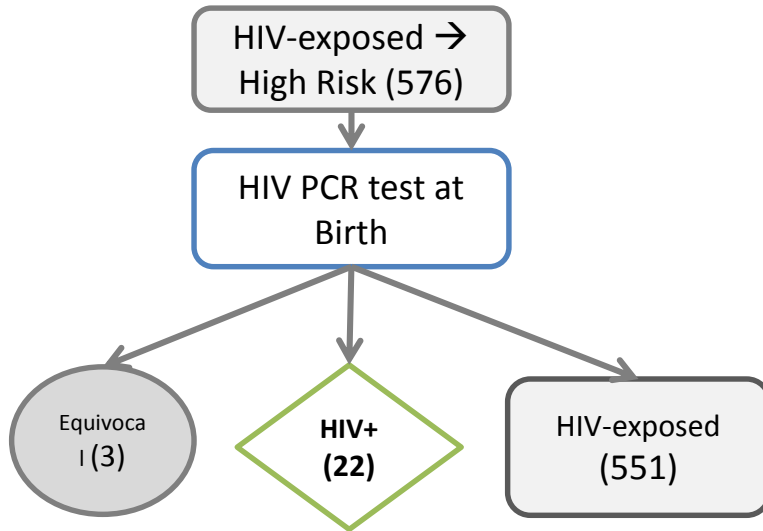 HIV-exposed →
High Risk (576)
HIV PCR test at
Birth
Equivoca
l (3)
HIV+
(22)
HIV-exposed
(551)